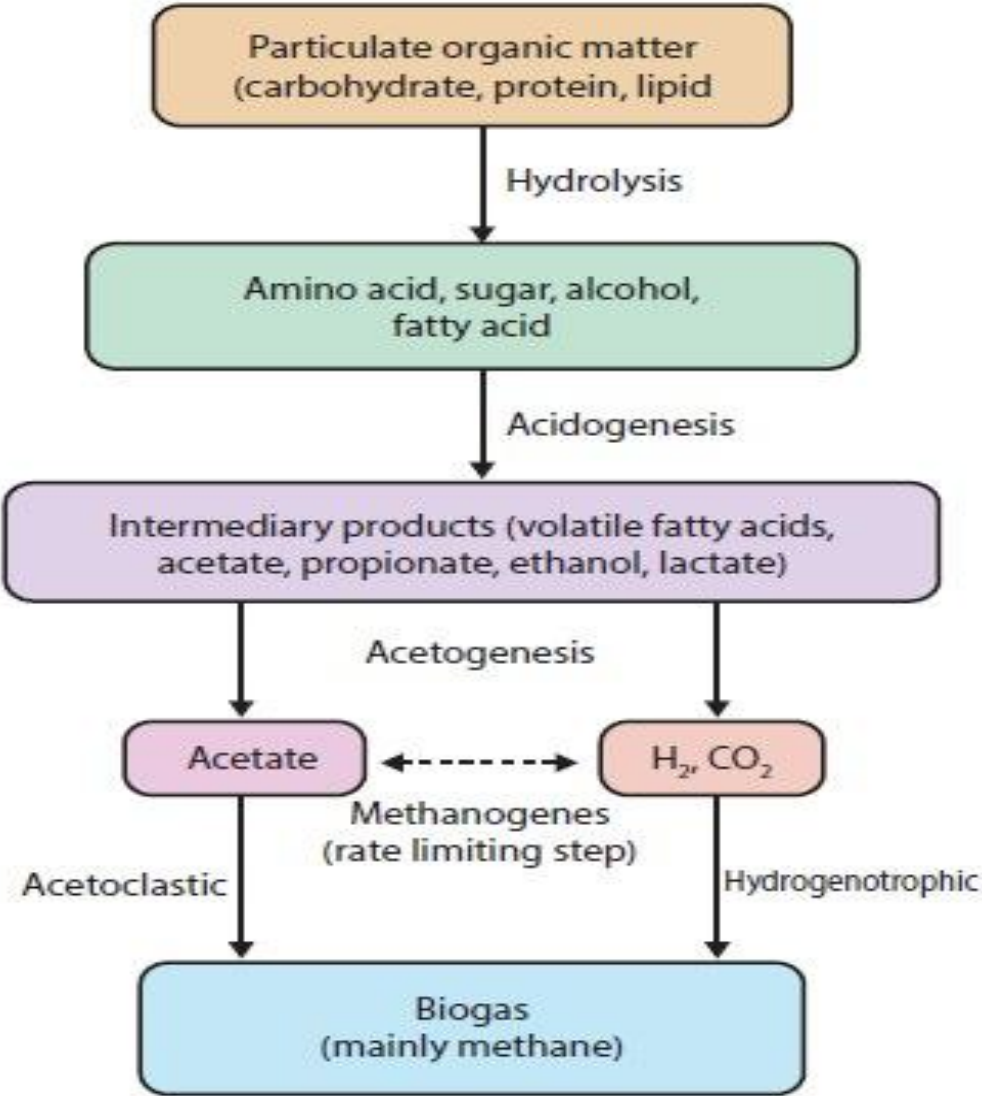 Particulate organic matter
(carbohydrate, protein, lipid
Hydrolysis
Amino acid, sugar, alcohol,
fatty acid
Acidogenesis
Intermediary products (volatile fatty acids,
acetate, propionate, ethanol, lactate)
Acetogenesis
Acetate
H₂, CO₂
Methanogenes
(rate limiting step)
Acetoclastic
Hydrogenotrophic
Biogas
(mainly methane)